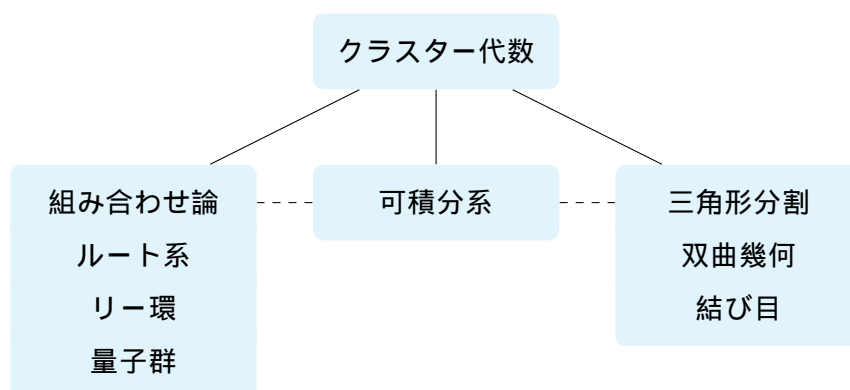 クラスター代数
組み合わせ論
ルート系
リー環
量子群
可積分系
三角形分割
双曲幾何
結び目